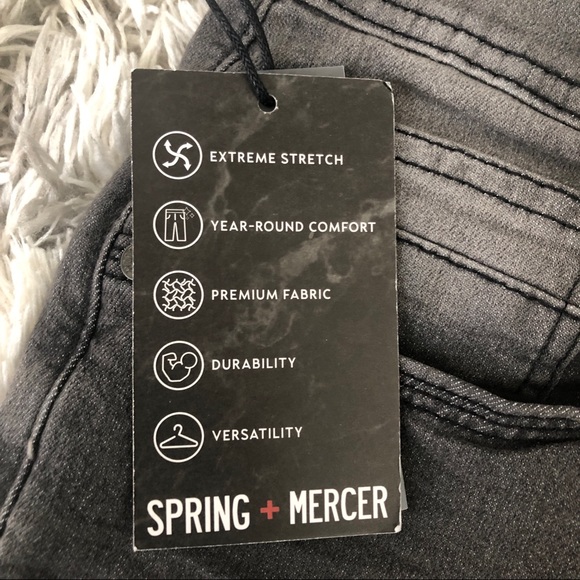 EXTREME STRETCH
YEAR-ROUND COMFORT
PREMIUM FABRIC
DURABILITY
VERSATILITY
SPRING + MERCER